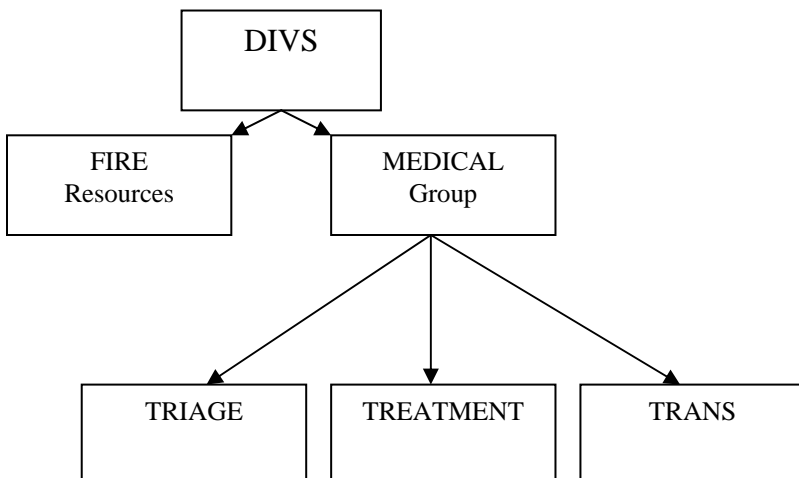 DIVS
FIRE
Resources
MEDICAL
Group
TRIAGE
TREATMENT
TRANS